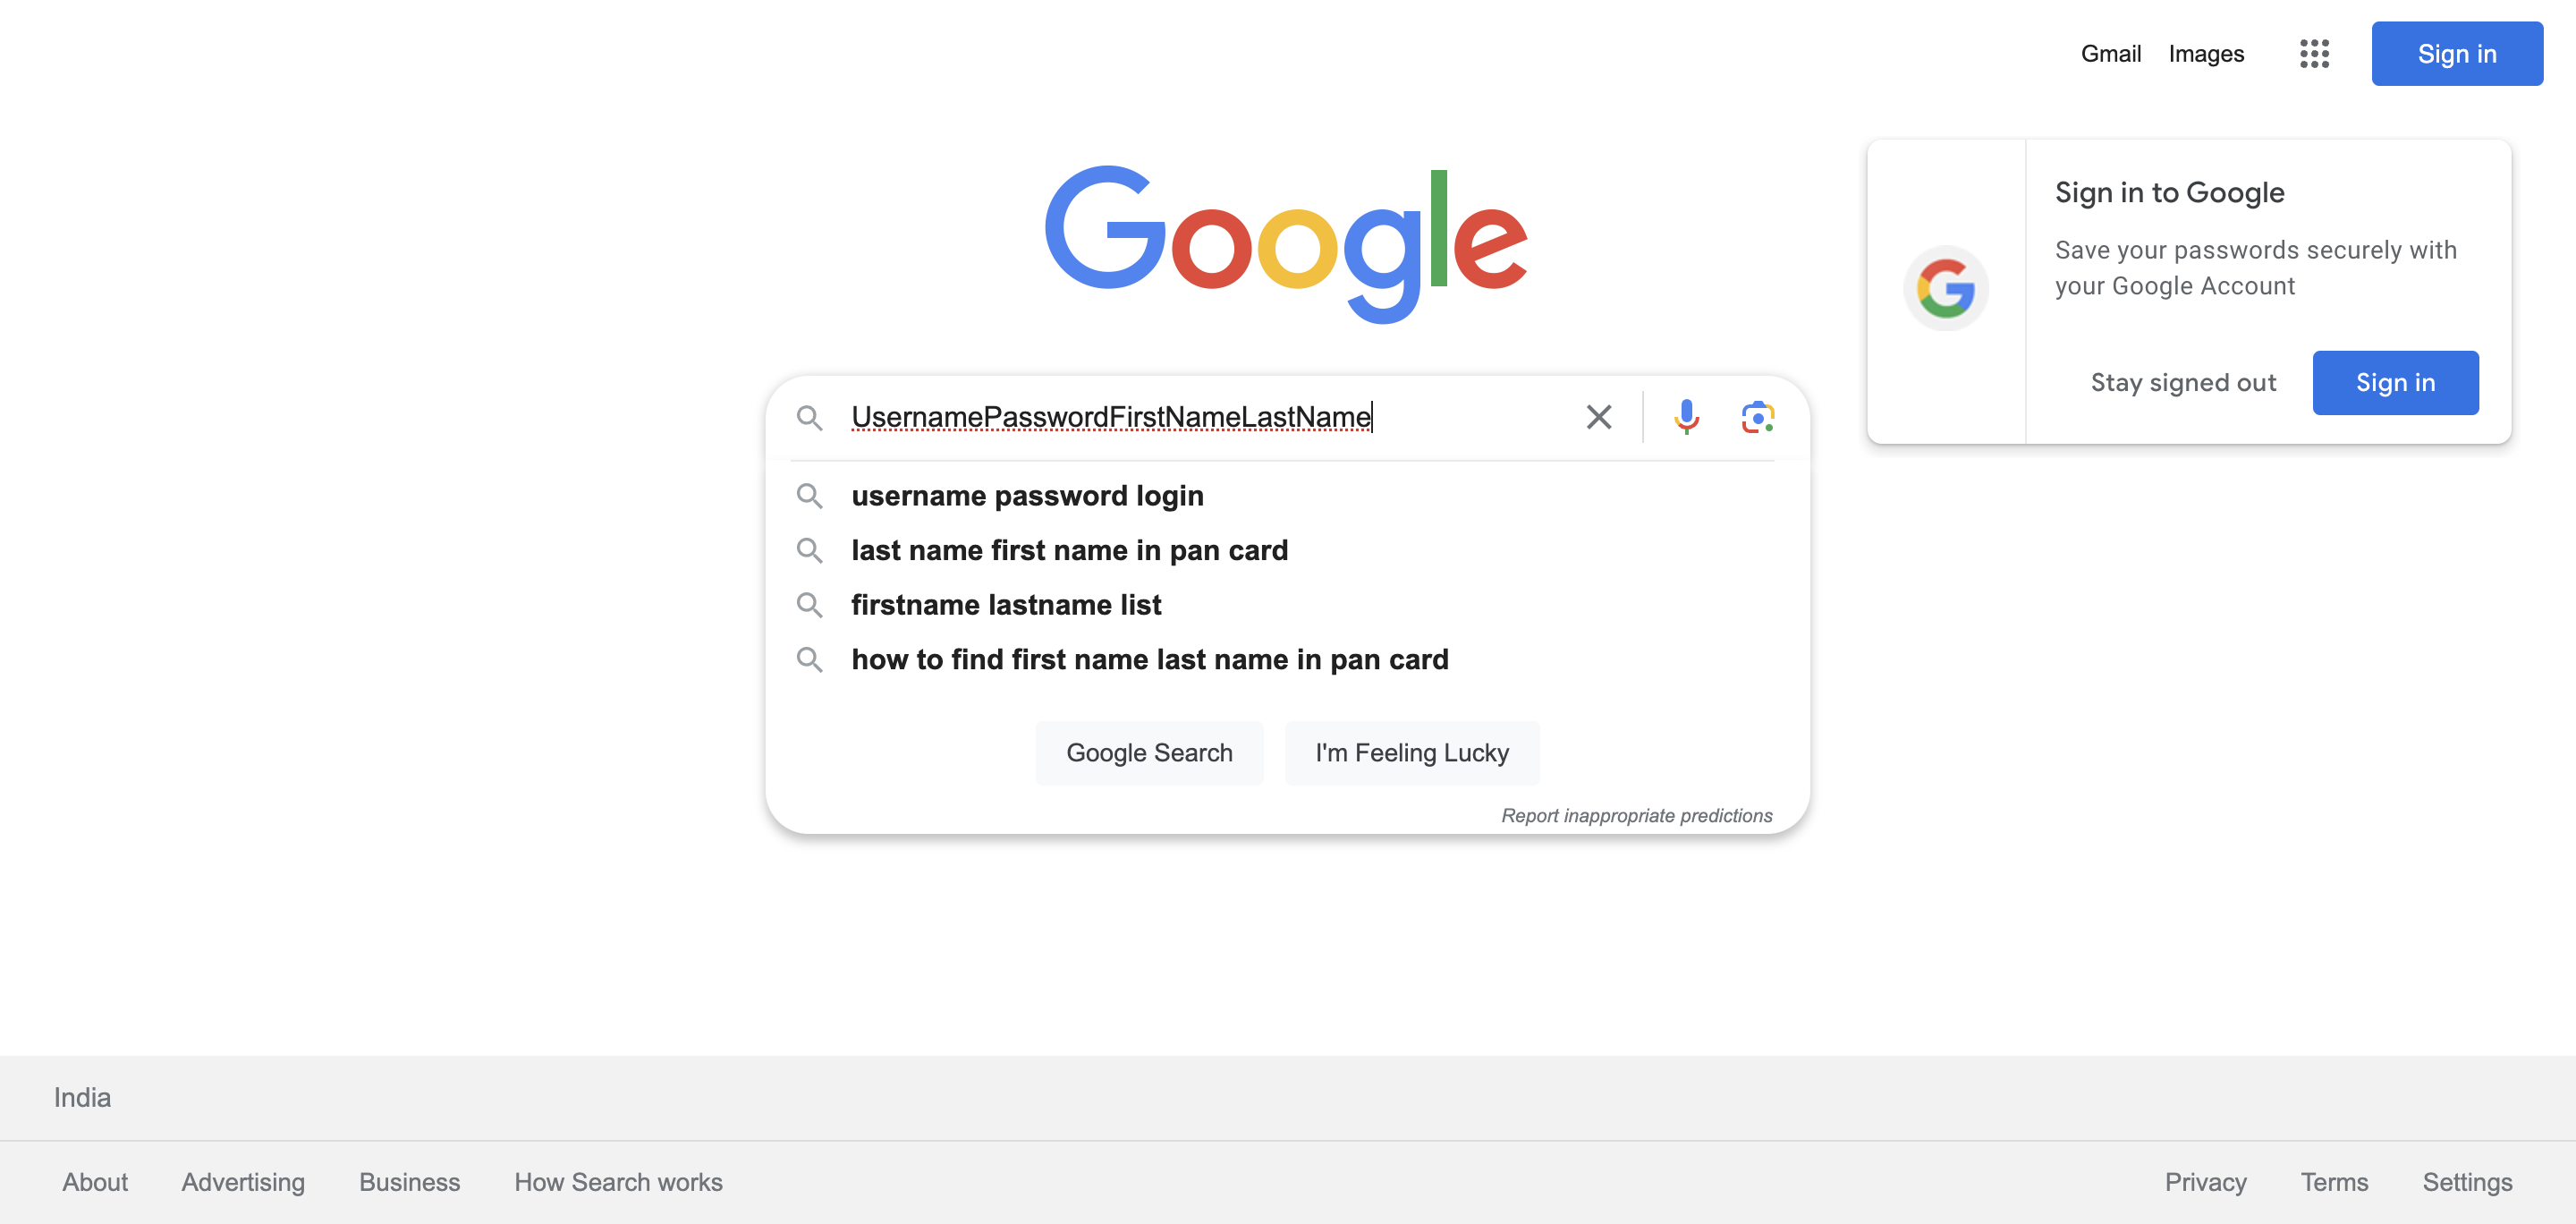 Gmail Images Sign in
Google
Sign in to Google
Save your passwords securely with
your Google Account
Stay signed out Sign in
UsernamePasswordFirstNameLastName
username password login
last name first name in pan card
firstname lastname list
how to find first name last name in pan card
Google Search I'm Feeling Lucky
Report inappropriate predictions
India
About Advertising Business How Search works Privacy Terms Settings